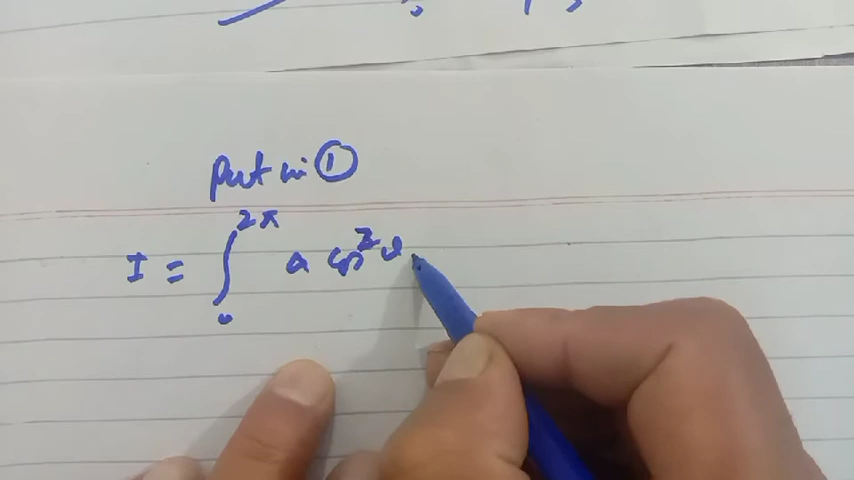 Put in ①
I = ∫₀^2π a cos²θ